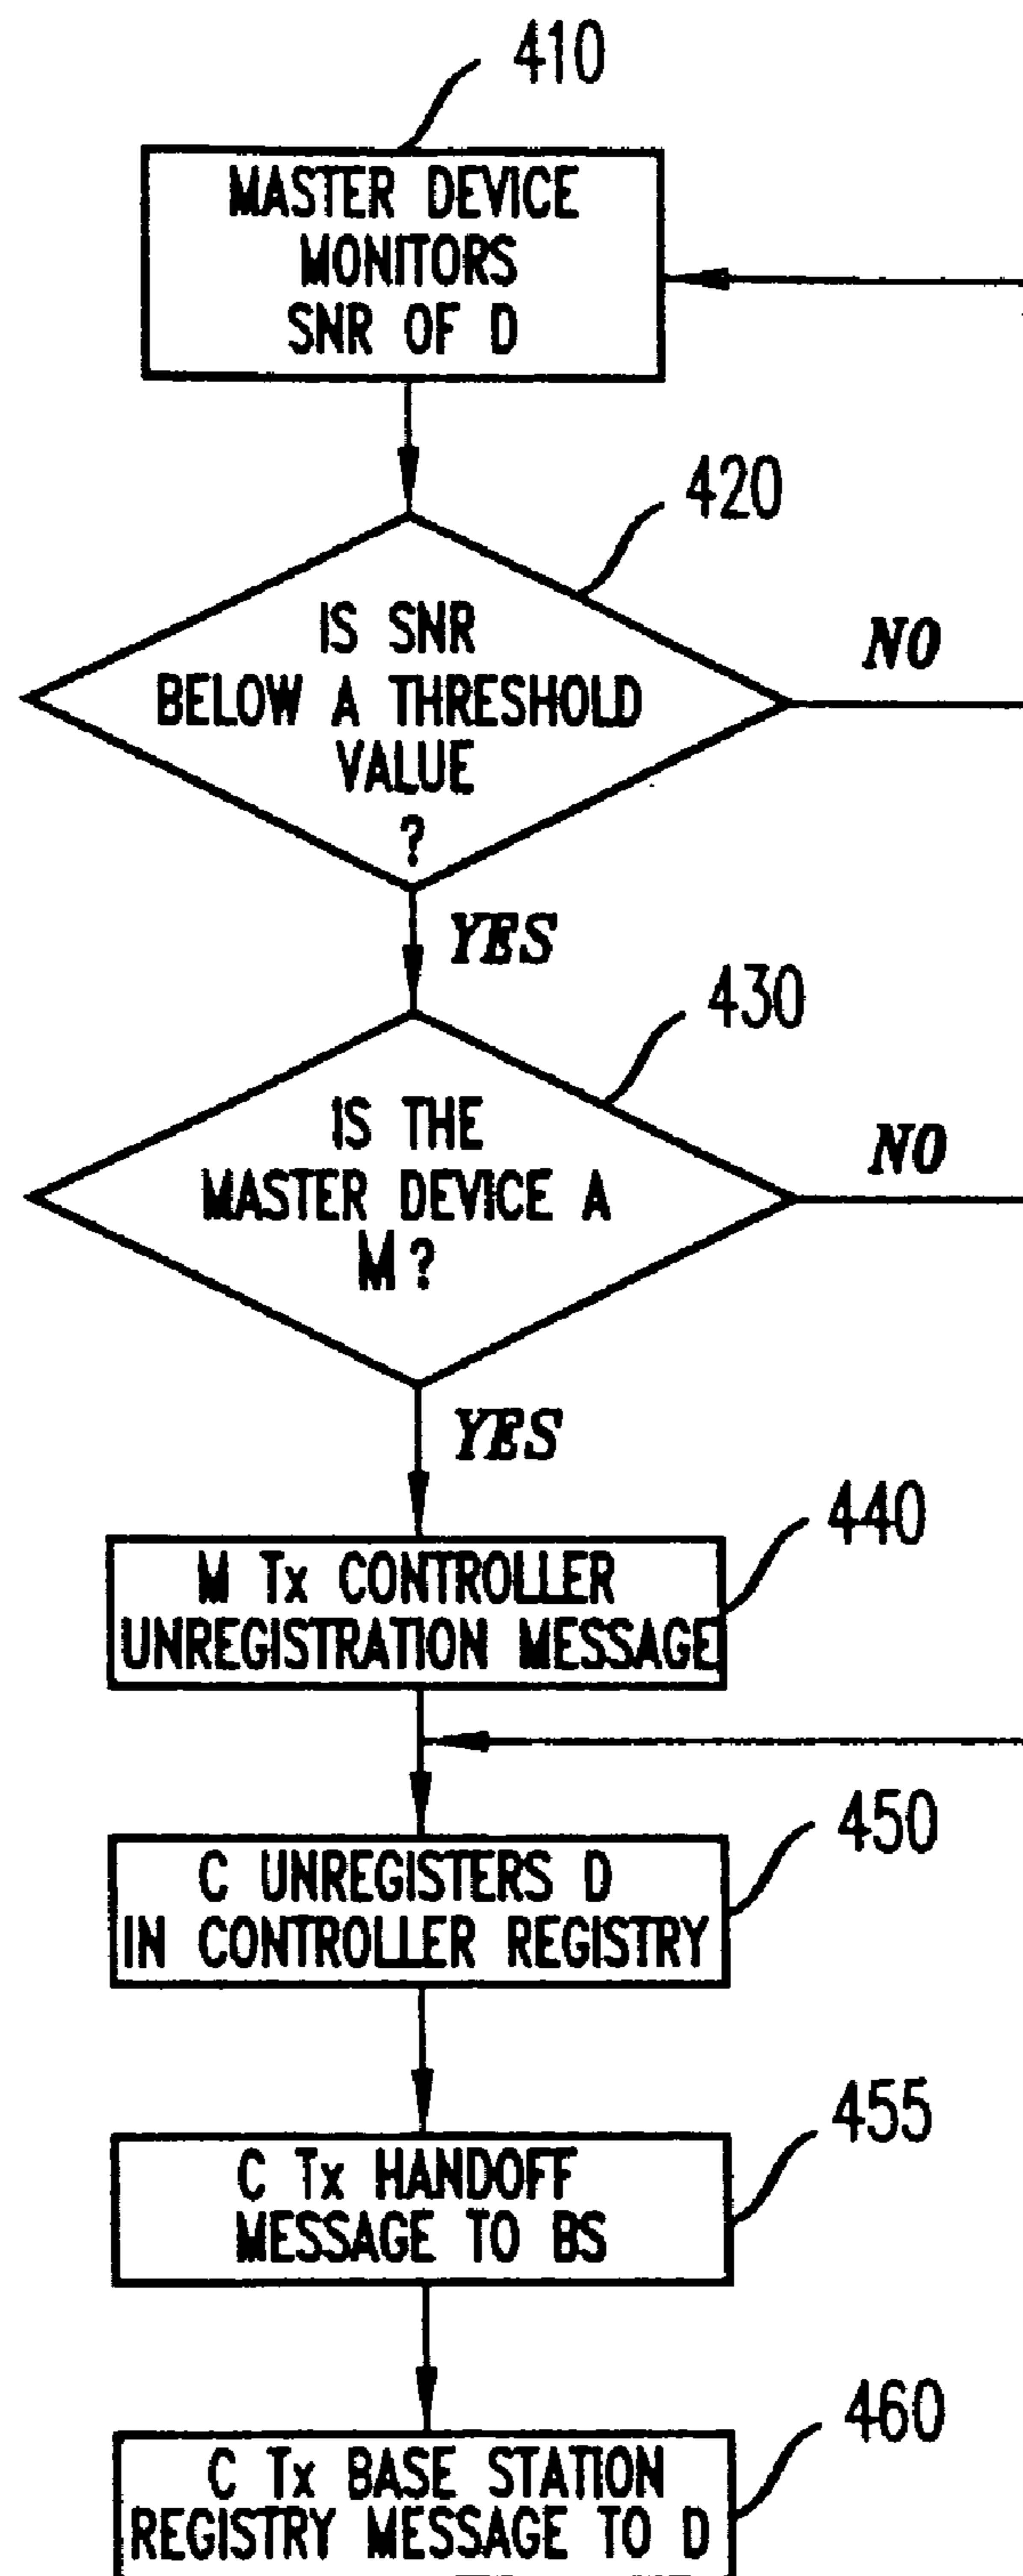 410
MASTER DEVICE
MONITORS
SNR OF D
420
IS SNR
BELOW A THRESHOLD
VALUE
?
NO
YES
430
IS THE
MASTER DEVICE A
M?
NO
YES
440
M Tx CONTROLLER
UNREGISTRATION MESSAGE
450
C UNREGISTERS D
IN CONTROLLER REGISTRY
455
C Tx HANDOFF
MESSAGE TO BS
460
C Tx BASE STATION
REGISTRY MESSAGE TO D